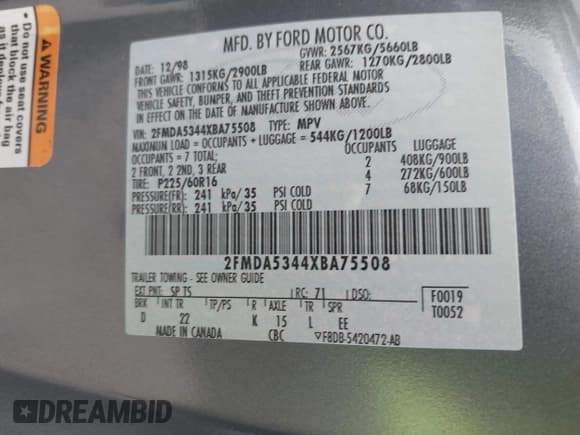 • Do not use seat covers
that block the air bag
MFD. BY FORD MOTOR CO.
DATE: 12/98 GVWR: 2567KG/5660LB
FRONT GAWR: 1315KG/2900LB REAR GAWR: 1270KG/2800LB
THIS VEHICLE CONFORMS TO ALL APPLICABLE FEDERAL MOTOR
VEHICLE SAFETY, BUMPER, AND THEFT PREVENTION STANDARDS
IN EFFECT ON THE DATE OF MANUFACTURE SHOWN ABOVE
VIN: 2FMDA5344XBA75508 TYPE: MPV
MAXIMUM LOAD = OCCUPANTS + LUGGAGE = 544KG/1200LB
OCCUPANTS = 7 TOTAL; OCCUPANTS LUGGAGE
2 FRONT, 2 2ND, 3 REAR 2 408KG/900LB
TIRE: P225/60R16 4 272KG/600LB
PRESSURE(FR): 241 kPa/ 35 PSI COLD 7 68KG/150LB
PRESSURE(RR): 241 kPa/ 35 PSI COLD
2FMDA5344XBA75508
TRAILER TOWING - SEE OWNER GUIDE
EXT PNT: SP TS RC: 71 DSO: F0019
BRK INT TR TP/PS R AXLE TR SPR T0052
D 22 K 15 L EE
MADE IN CANADA CBC F8DB-5420472-AB
DREAMBID